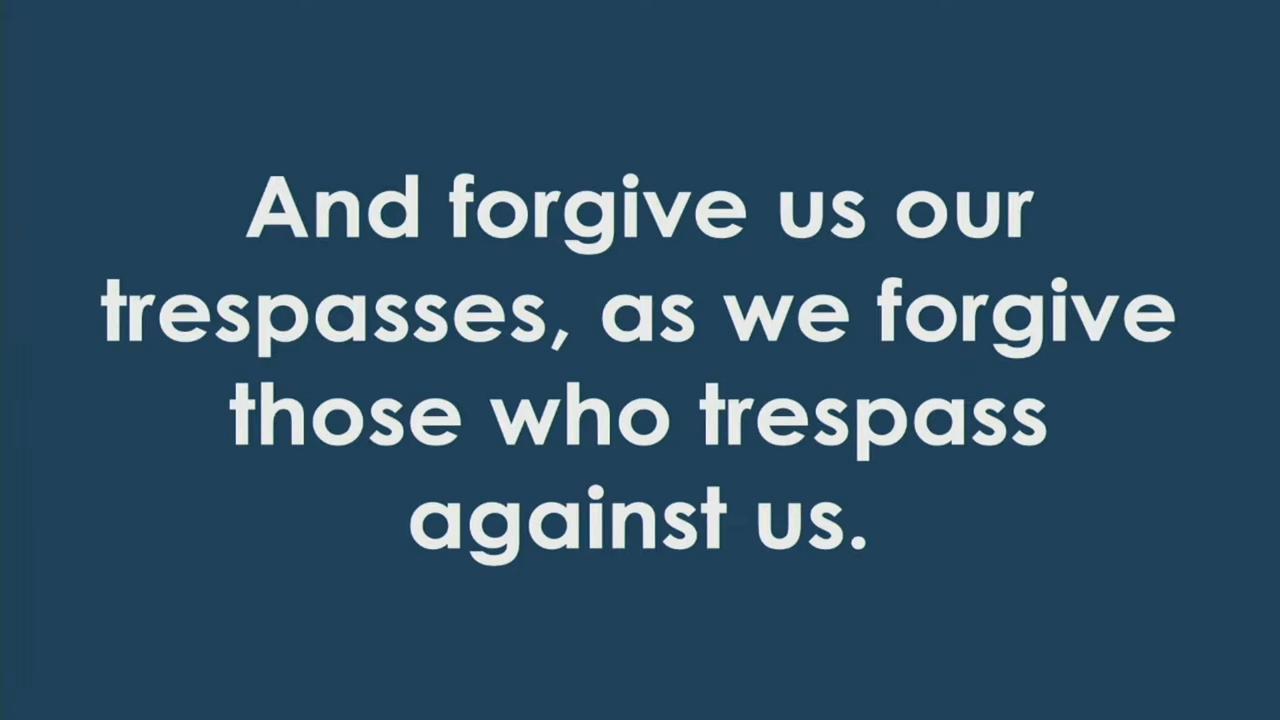 And forgive us our
trespasses, as we forgive
those who trespass
against us.